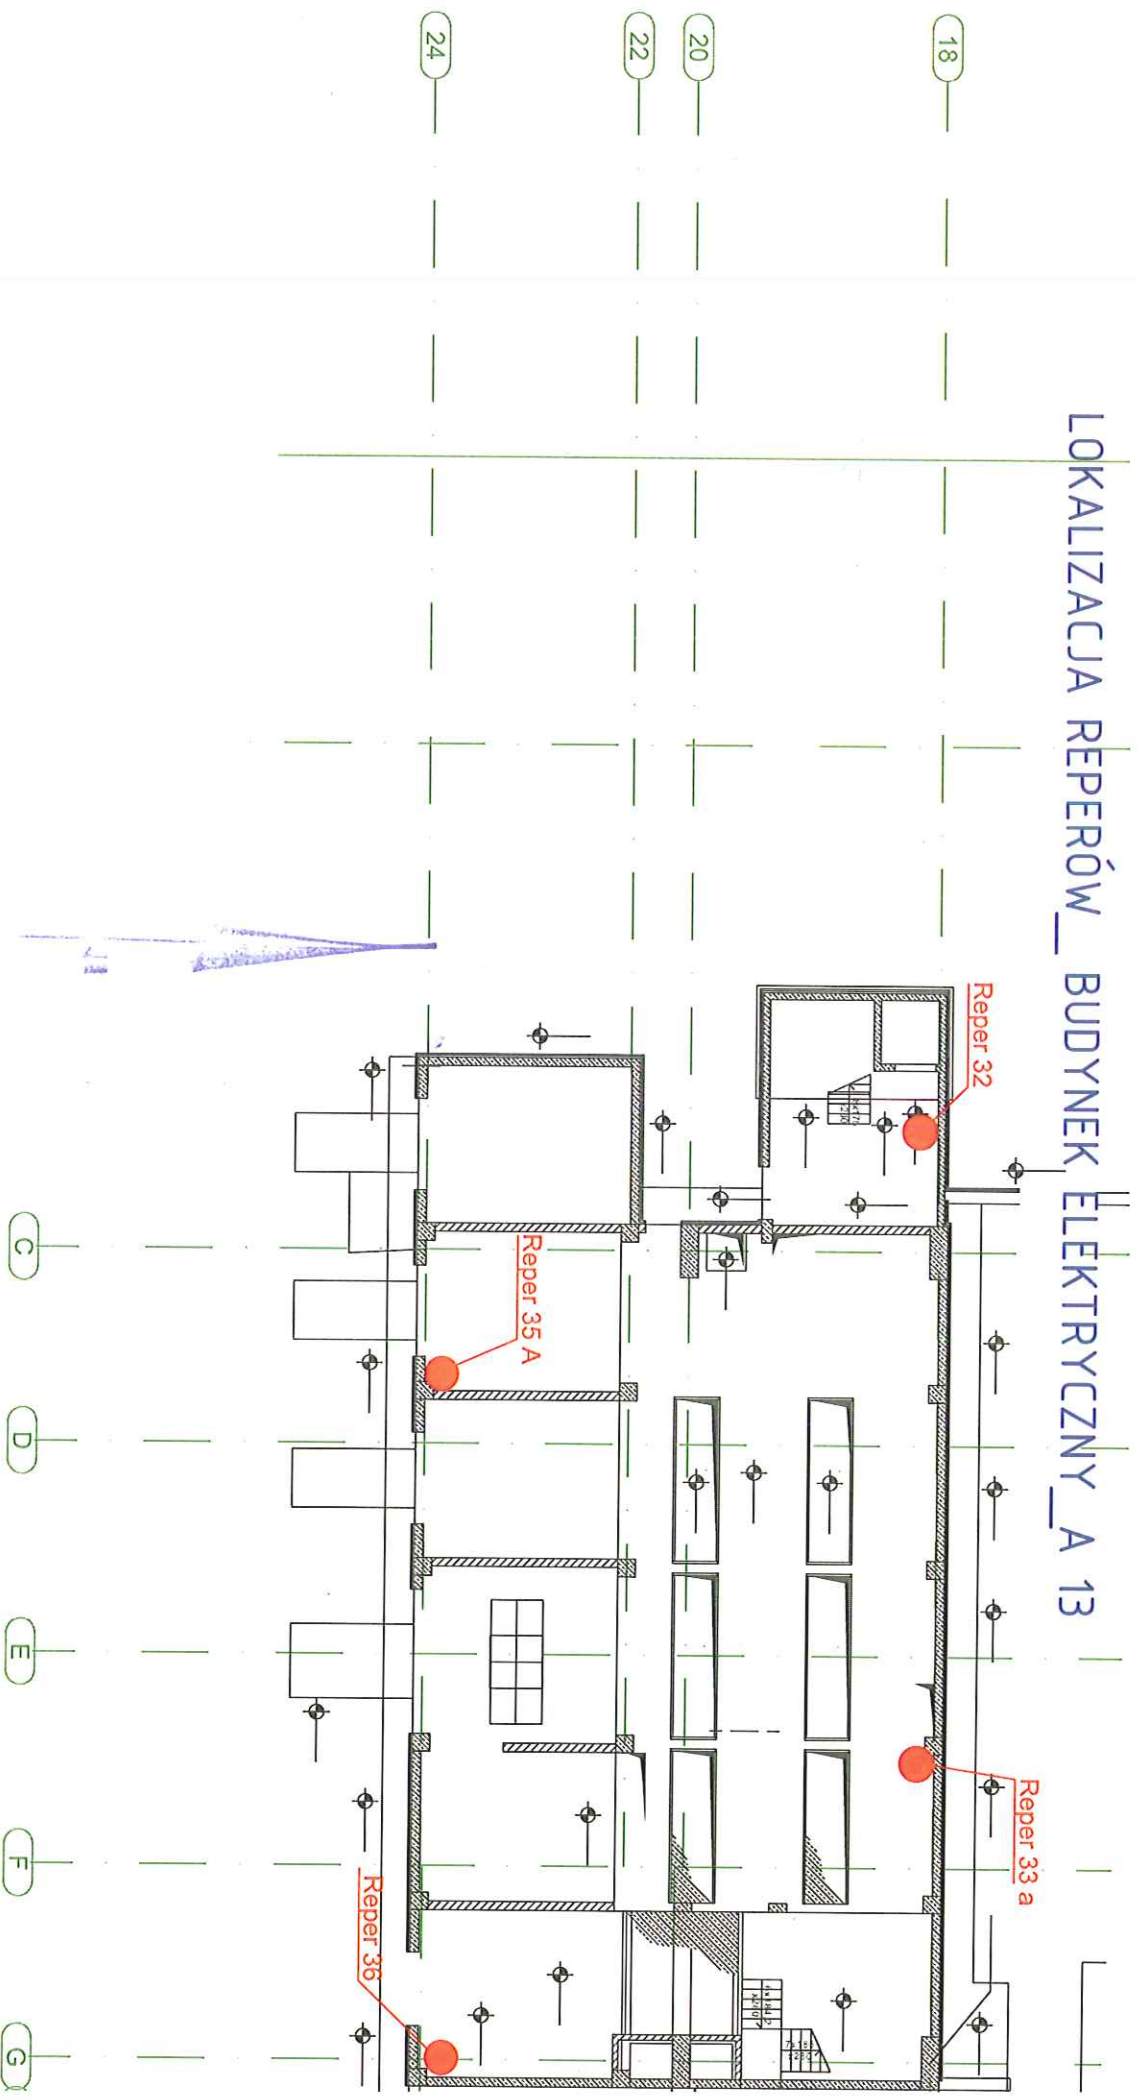 LOKALIZACJA REPERÓW_ BUDYNEK ELEKTRYCZNY_A 13
18
20
22
24
Reper 32
Reper 33 a
Reper 35 A
Reper 36
C
D
E
F
G